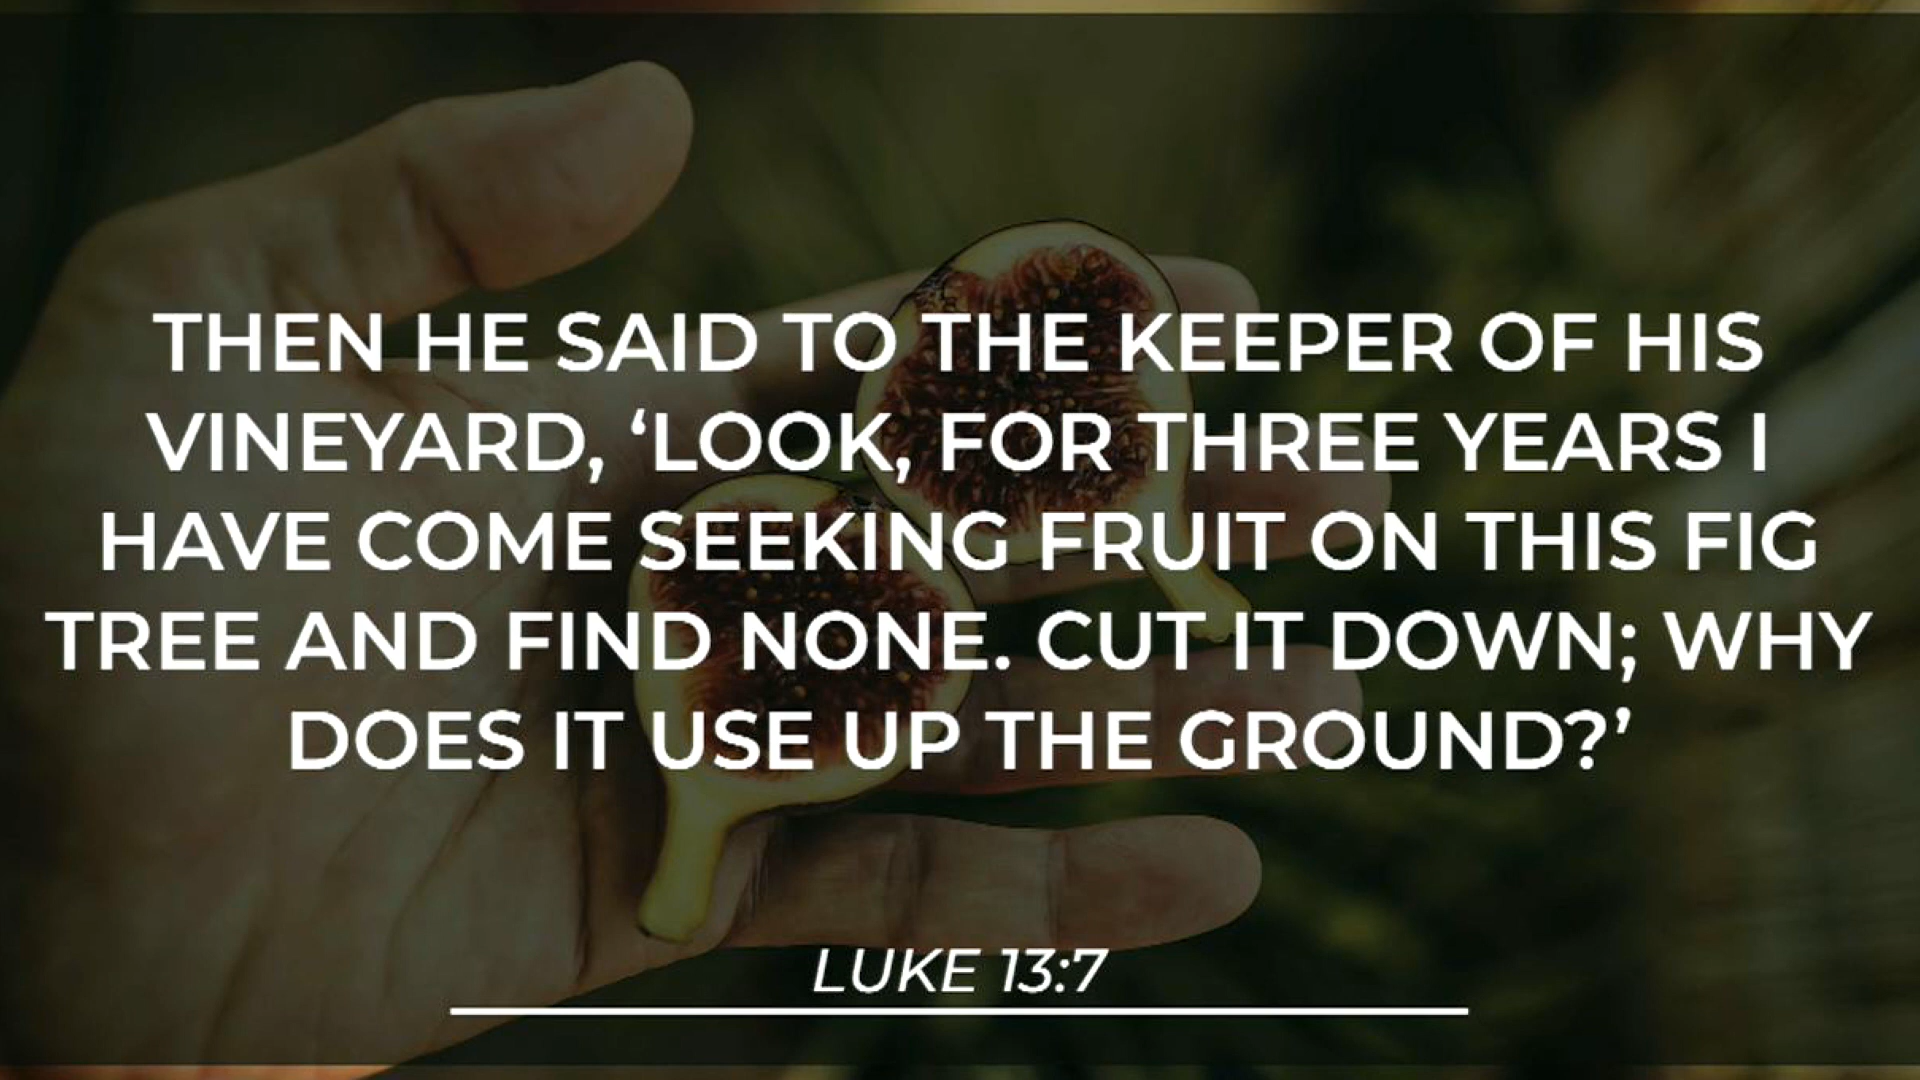 THEN HE SAID TO THE KEEPER OF HIS
VINEYARD, ‘LOOK, FOR THREE YEARS I
HAVE COME SEEKING FRUIT ON THIS FIG
TREE AND FIND NONE. CUT IT DOWN; WHY
DOES IT USE UP THE GROUND?’
LUKE 13:7